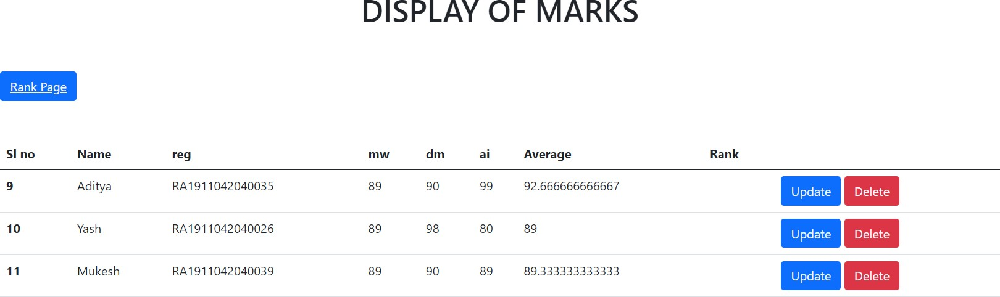 DISPLAY OF MARKS
Rank Page
Sl no Name reg mw dm ai Average Rank
9 Aditya RA1911042040035 89 90 99 92.666666666667 Update Delete
10 Yash RA1911042040026 89 98 80 89 Update Delete
11 Mukesh RA1911042040039 89 90 89 89.333333333333 Update Delete